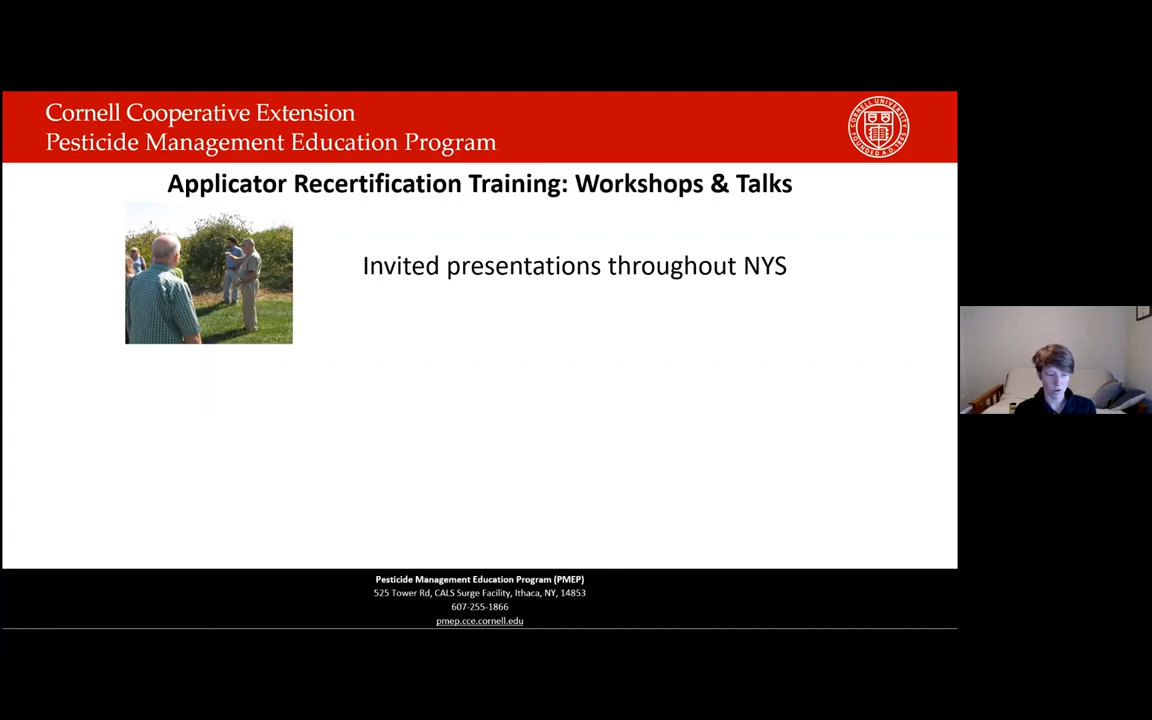 Cornell Cooperative Extension
Pesticide Management Education Program
Applicator Recertification Training: Workshops & Talks
Invited presentations throughout NYS
Pesticide Management Education Program (PMEP)
525 Tower Rd, CALS Surge Facility, Ithaca, NY, 14853
607-255-1866
pmep.cce.cornell.edu